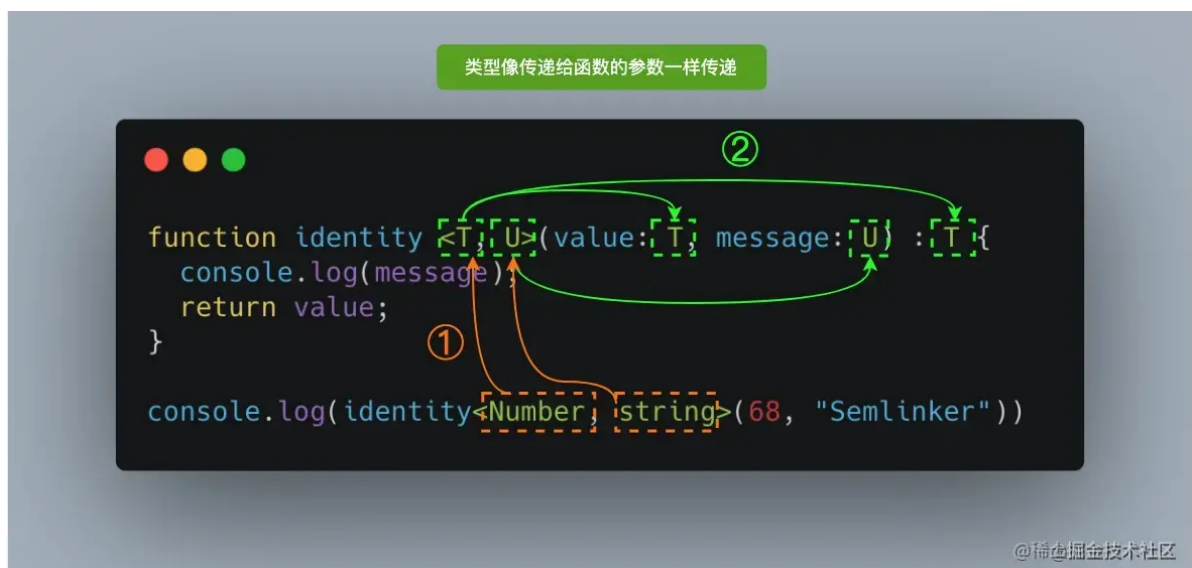 类型像传递给函数的参数一样传递
②
function identity <T, U>(value: T, message: U) : T {
console.log(message);
return value;
}
①
console.log(identity<Number, string>(68, "Semlinker"))
@稀土掘金技术社区